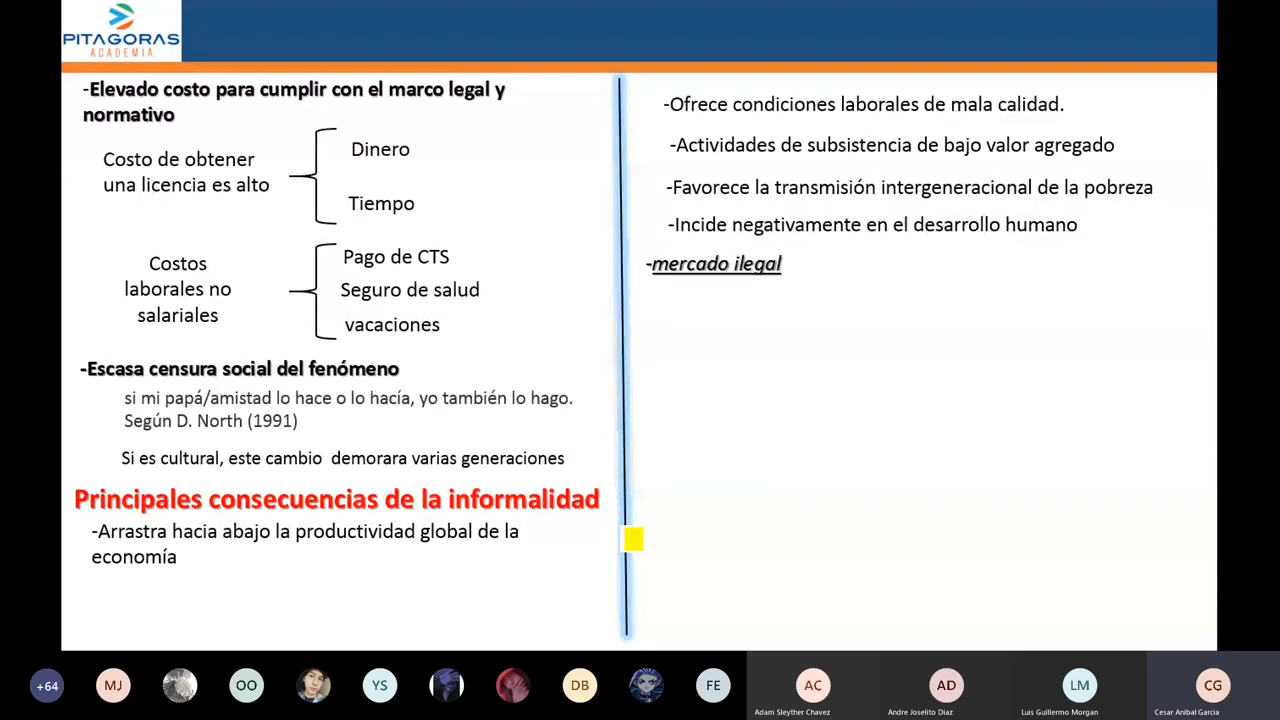 PITAGORAS
ACADEMIA
-Elevado costo para cumplir con el marco legal y
normativo
Costo de obtener
una licencia es alto
Dinero
Tiempo
Costos
laborales no
salariales
Pago de CTS
Seguro de salud
vacaciones
-Escasa censura social del fenómeno
si mi papá/amistad lo hace o lo hacía, yo también lo hago.
Según D. North (1991)
Si es cultural, este cambio demorara varias generaciones
Principales consecuencias de la informalidad
-Arrastra hacia abajo la productividad global de la
economía
-Ofrece condiciones laborales de mala calidad.
-Actividades de subsistencia de bajo valor agregado
-Favorece la transmisión intergeneracional de la pobreza
-Incide negativamente en el desarrollo humano
-mercado ilegal
+64
MJ
OO
YS
DB
FE
AC
AD
LM
CG
Adam Sleyther Chavez
Andre Joselito Diaz
Luis Guillermo Morgan
Cesar Anibal Garcia